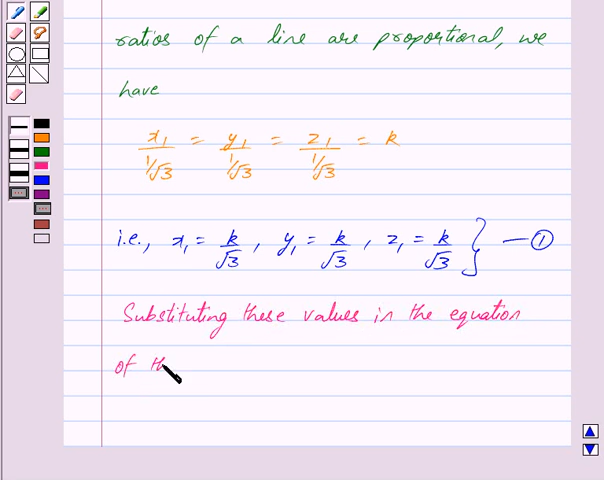 ratios of a line are proportional, we
have
x₁/(1/√3) = y₁/(1/√3) = z₁/(1/√3) = k
i.e., x₁ = k/√3, y₁ = k/√3, z₁ = k/√3 } —①
Substituting these values in the equation
of th